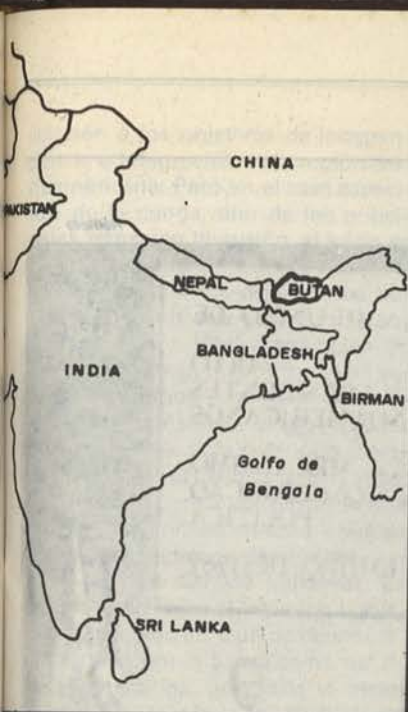 CHINA
PAKISTAN
NEPAL
BUTAN
BANGLADESH
INDIA
BIRMAN
Golfo de
Bengala
SRI LANKA